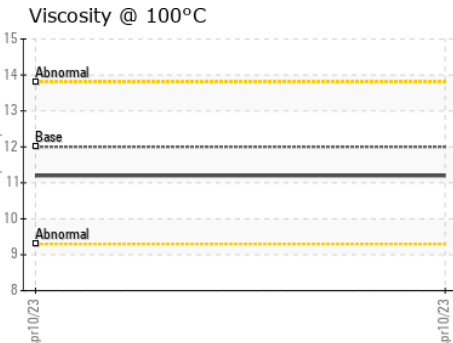 Viscosity @ 100°C
15
14
Abnormal
13
Base
12
11
10
Abnormal
9
8
pr10/23
pr10/23